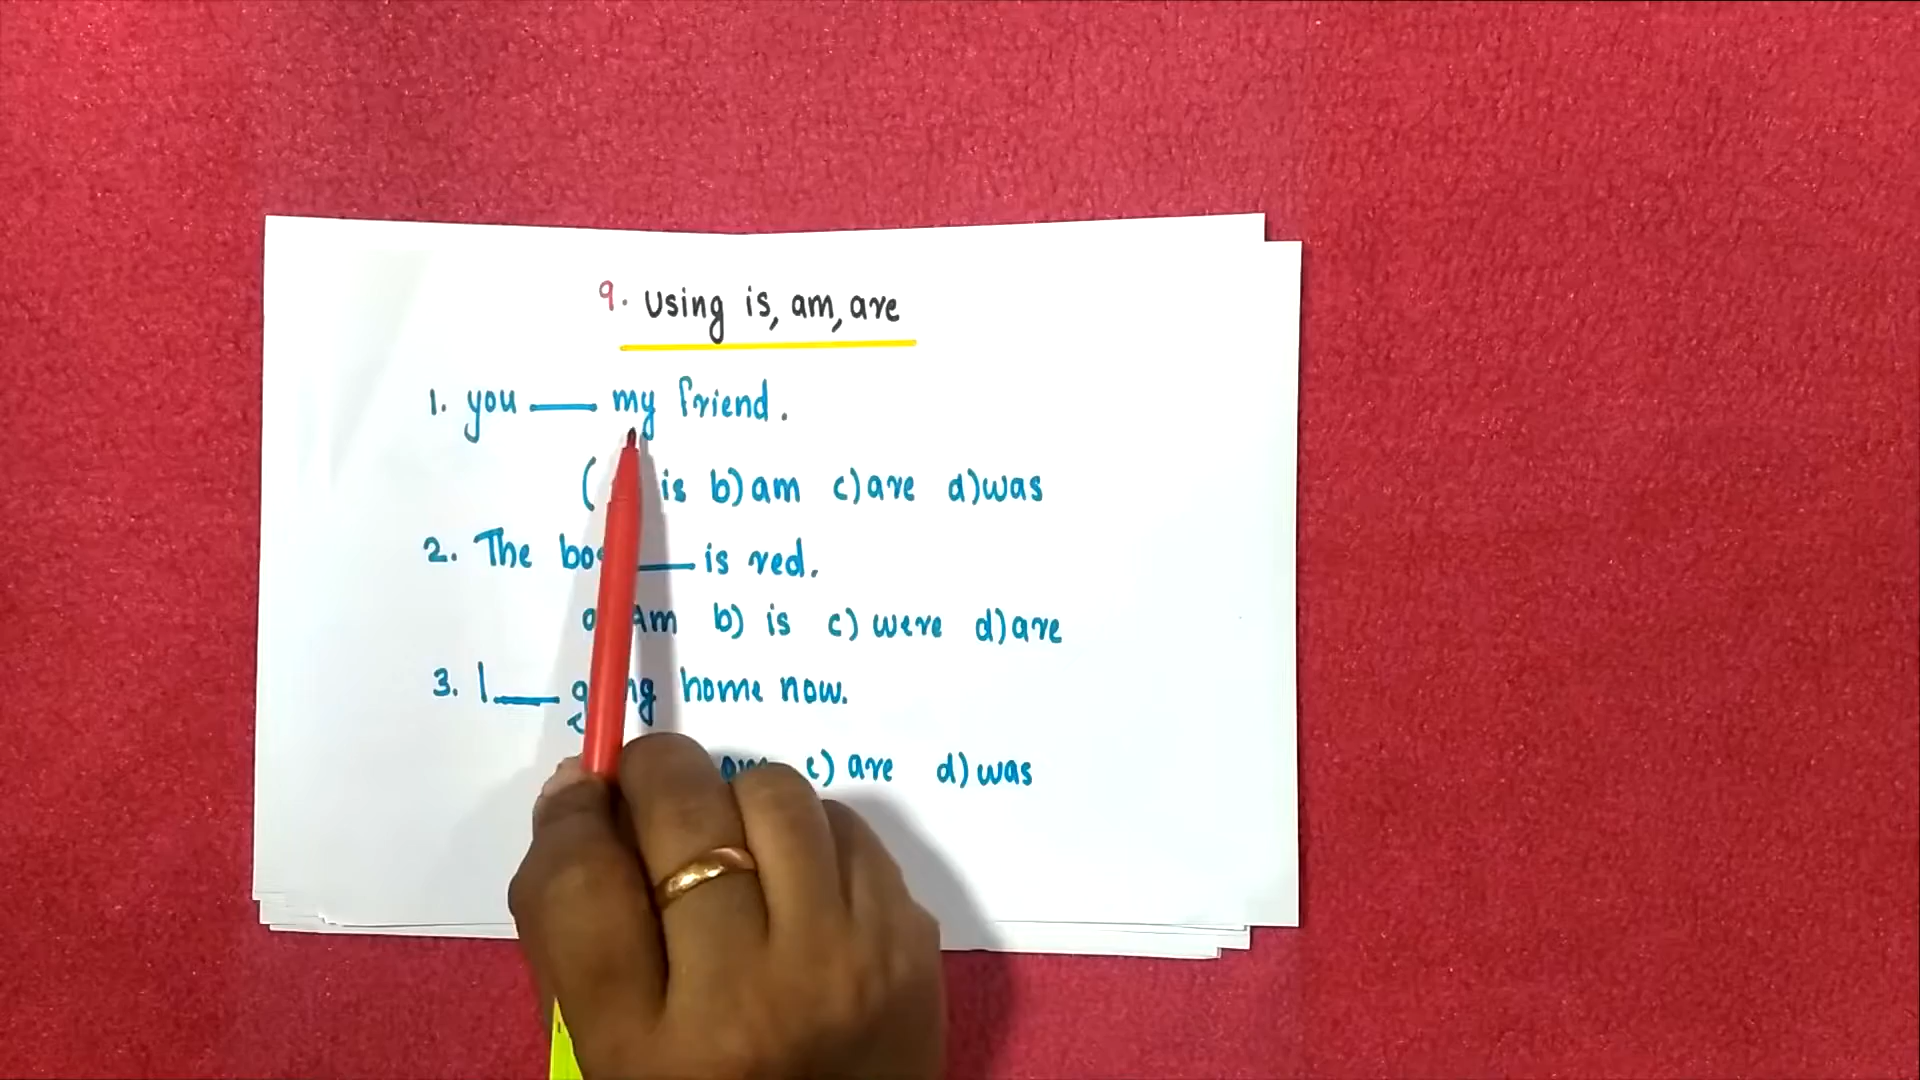 9. Using is, am, are
1. you ___ my friend.
( is b) am c) are d) was
2. The ___ is red.
Am b) is c) were d) are
3. I ___ home now.
c) are d) was